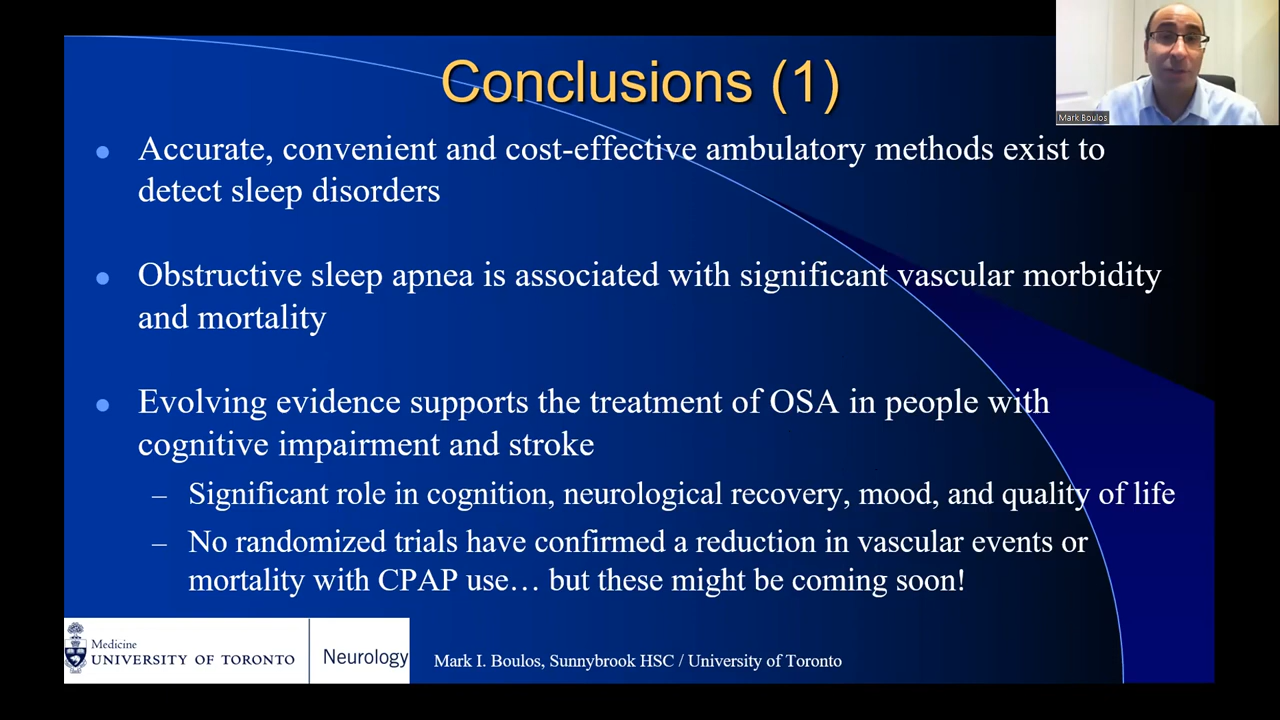 Conclusions (1)
Mark Boulos
Accurate, convenient and cost-effective ambulatory methods exist to
detect sleep disorders
Obstructive sleep apnea is associated with significant vascular morbidity
and mortality
Evolving evidence supports the treatment of OSA in people with
cognitive impairment and stroke
– Significant role in cognition, neurological recovery, mood, and quality of life
– No randomized trials have confirmed a reduction in vascular events or
mortality with CPAP use… but these might be coming soon!
Medicine
UNIVERSITY OF TORONTO
Neurology
Mark I. Boulos, Sunnybrook HSC / University of Toronto